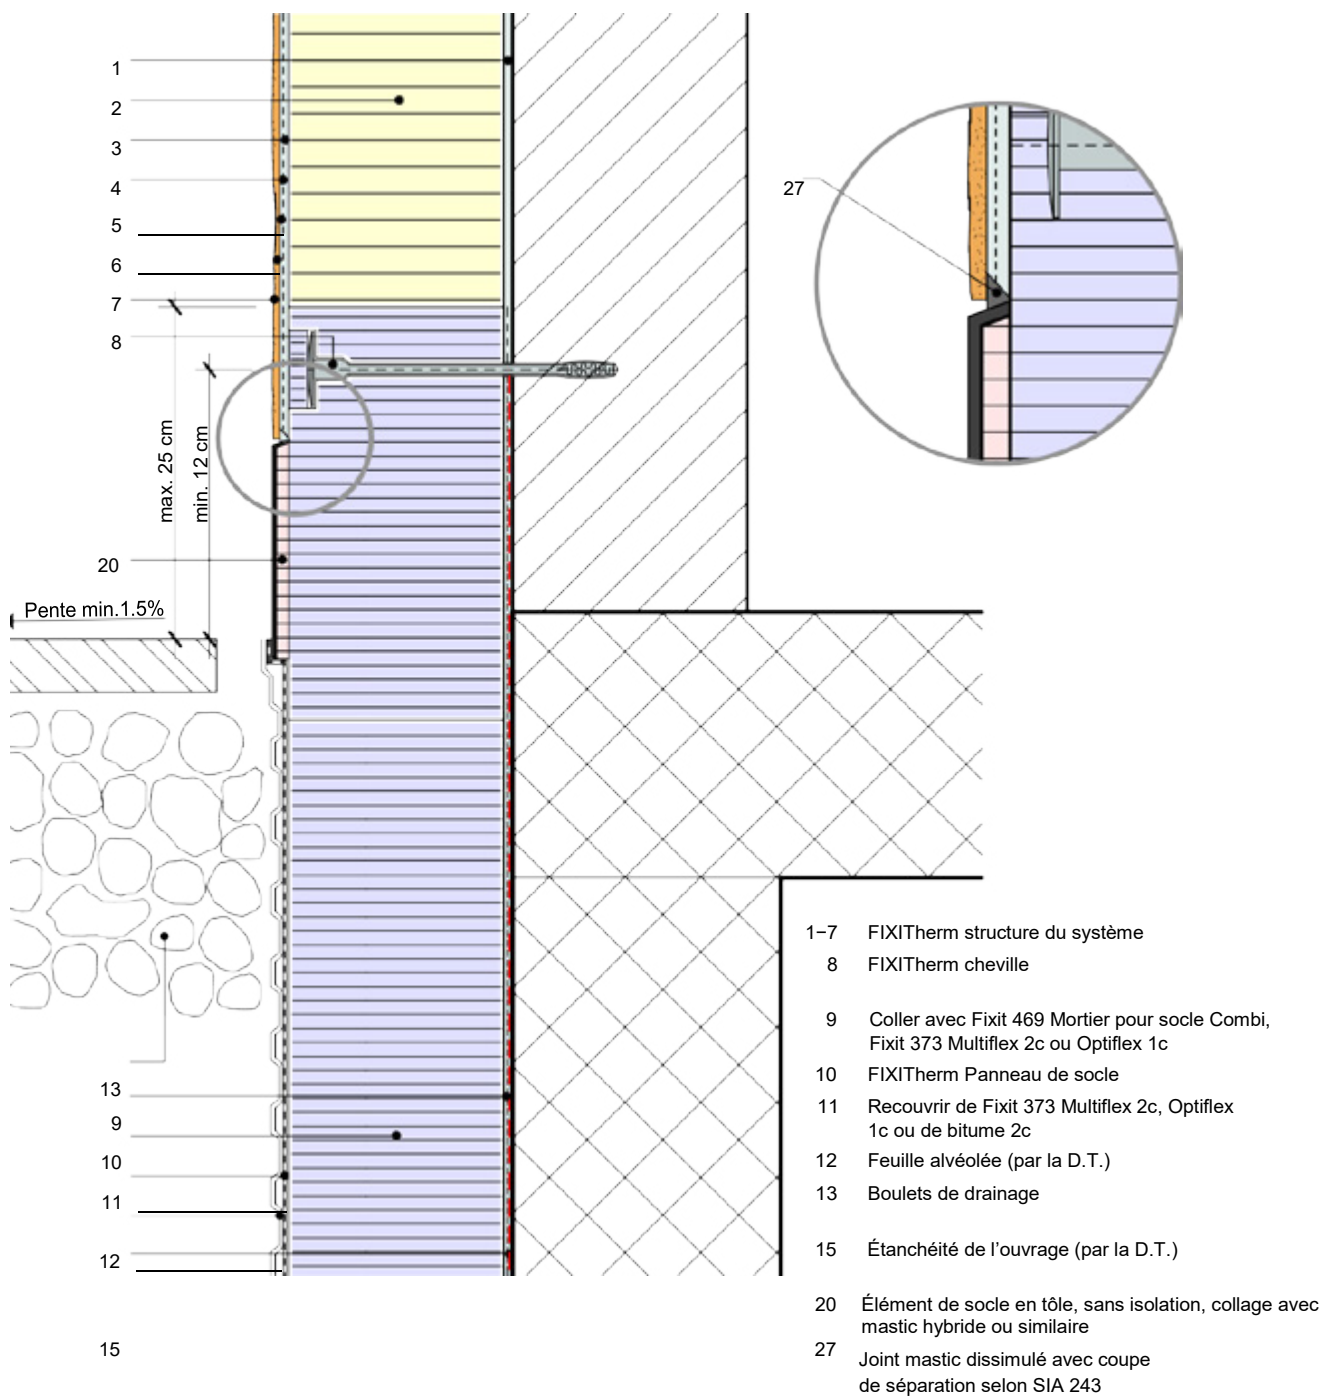 1
2
3
4
5
6
7
8
27
max. 25 cm
min. 12 cm
20
Pente min.1.5%
13
9
10
11
12
15
1–7 FIXITherm structure du système
8 FIXITherm cheville
9 Coller avec Fixit 469 Mortier pour socle Combi,
Fixit 373 Multiflex 2c ou Optiflex 1c
10 FIXITherm Panneau de socle
11 Recouvrir de Fixit 373 Multiflex 2c, Optiflex
1c ou de bitume 2c
12 Feuille alvéolée (par la D.T.)
13 Boulets de drainage
15 Étanchéité de l’ouvrage (par la D.T.)
20 Élément de socle en tôle, sans isolation, collage avec
mastic hybride ou similaire
27 Joint mastic dissimulé avec coupe
de séparation selon SIA 243